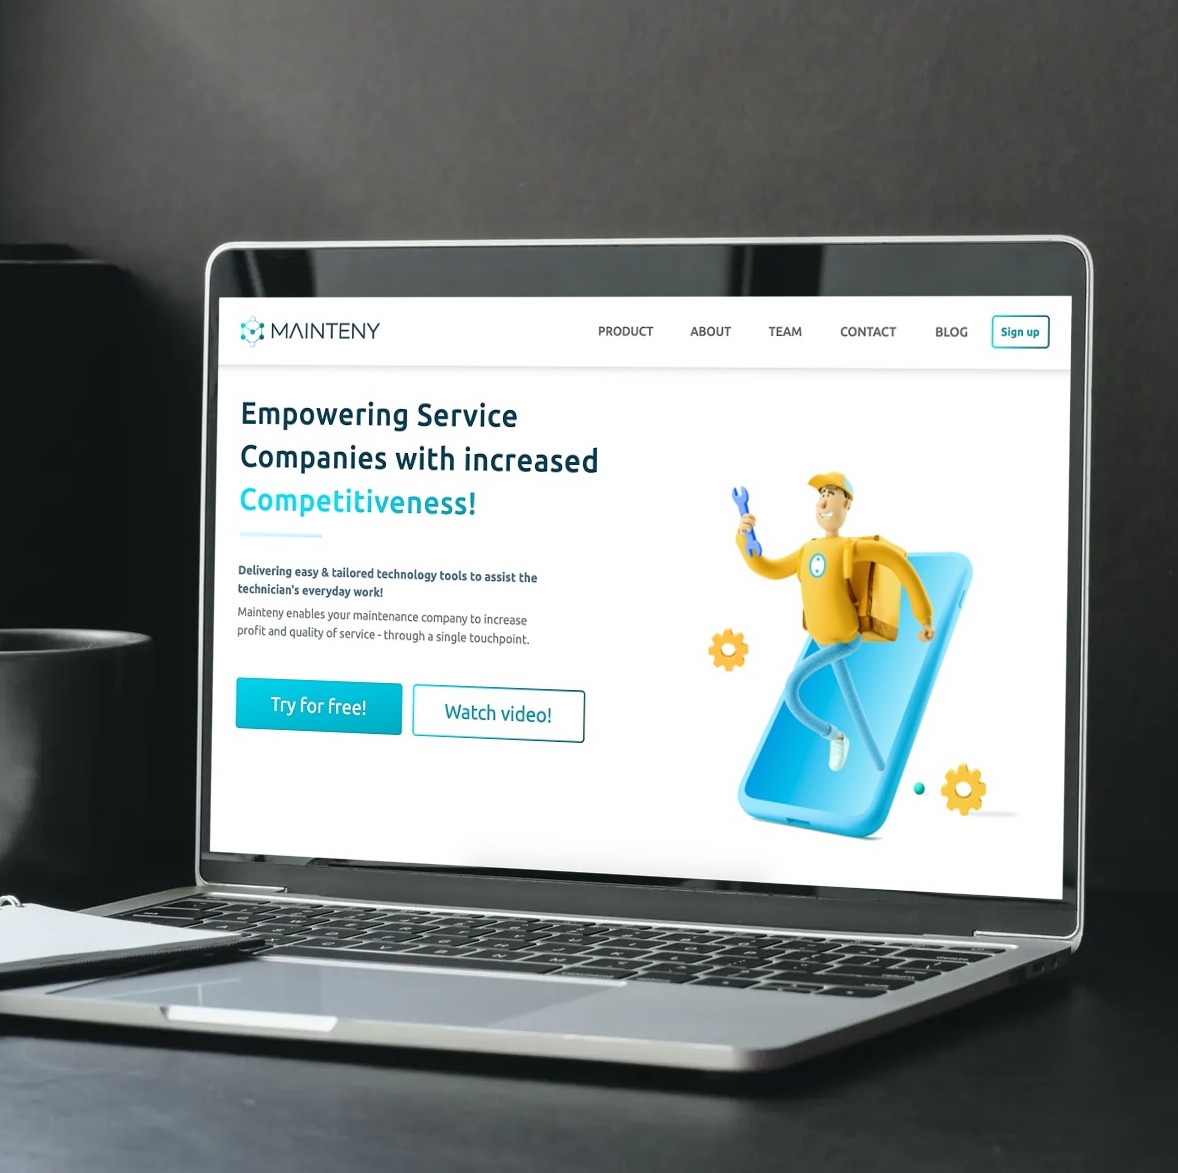 MAINTENY
PRODUCT ABOUT TEAM CONTACT BLOG Sign up
Empowering Service
Companies with increased
Competitiveness!
Delivering easy & tailored technology tools to assist the
technician's everyday work!
Mainteny enables your maintenance company to increase
profit and quality of service - through a single touchpoint.
Try for free! Watch video!